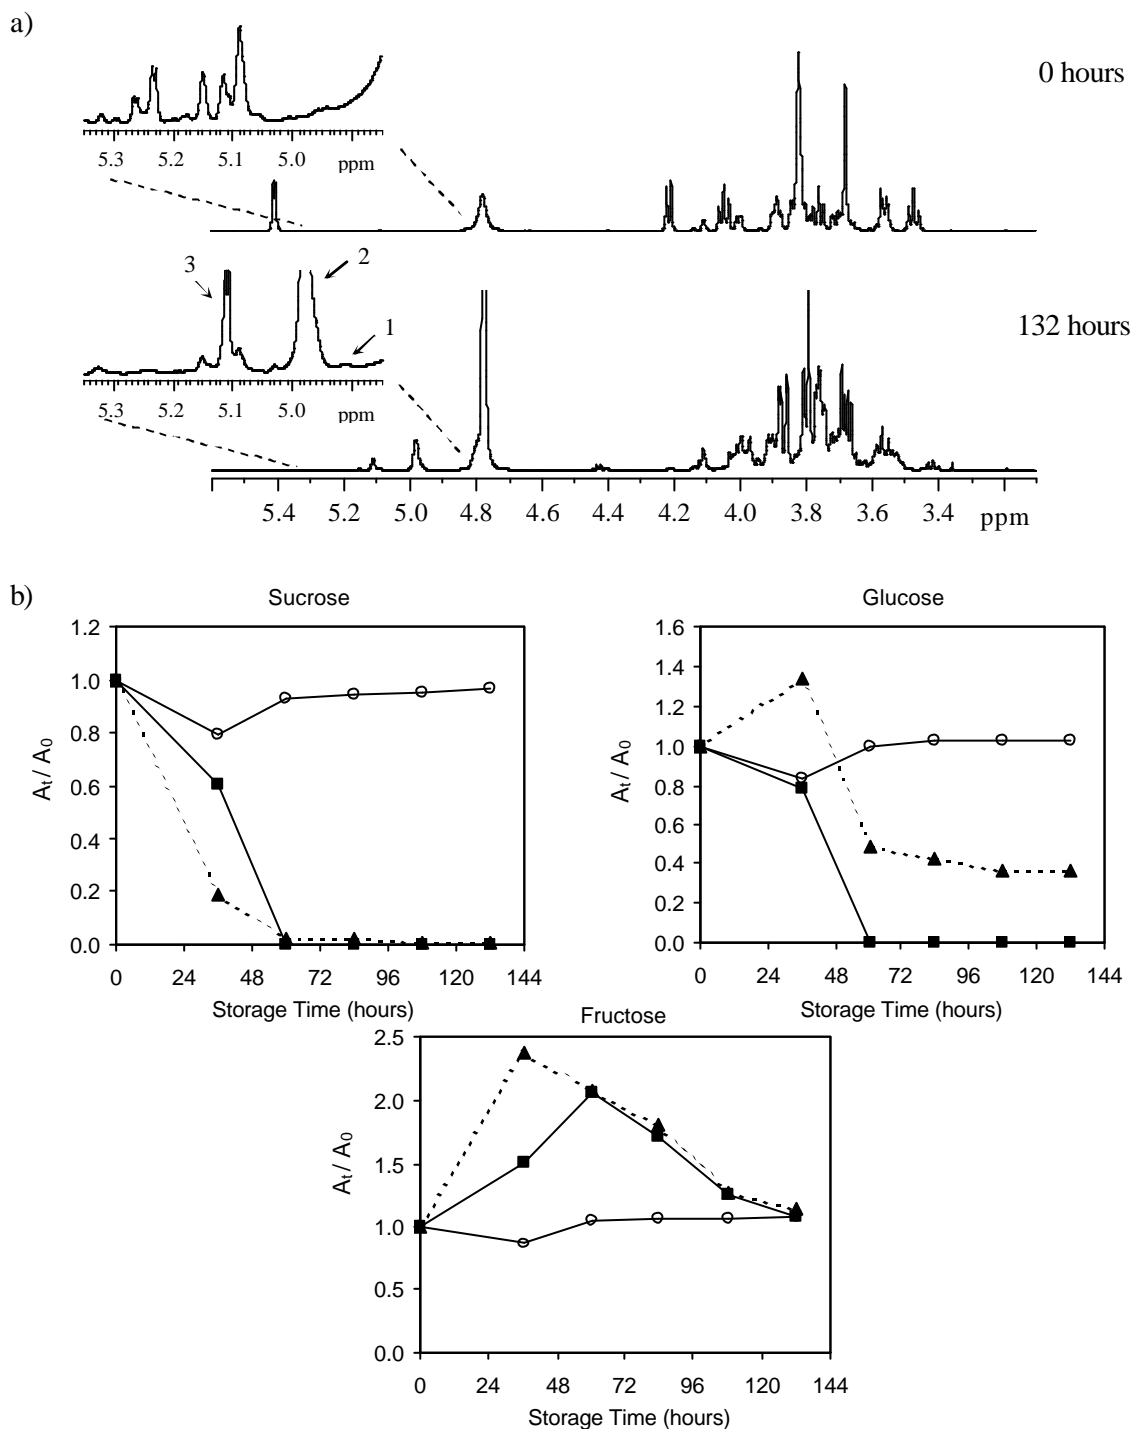 a)
0 hours
5.3 5.2 5.1 5.0 ppm
3
2
1
132 hours
5.3 5.2 5.1 5.0 ppm
5.4 5.2 5.0 4.8 4.6 4.4 4.2 4.0 3.8 3.6 3.4 ppm
b)
Sucrose
1.2
1.0
0.8
0.6
0.4
0.2
0.0
At / A0
0 24 48 72 96 120 144
Storage Time (hours)
Glucose
1.6
1.4
1.2
1.0
0.8
0.6
0.4
0.2
0.0
At / A0
0 24 48 72 96 120 144
Storage Time (hours)
Fructose
2.5
2.0
1.5
1.0
0.5
0.0
At / A0
0 24 48 72 96 120 144
Storage Time (hours)